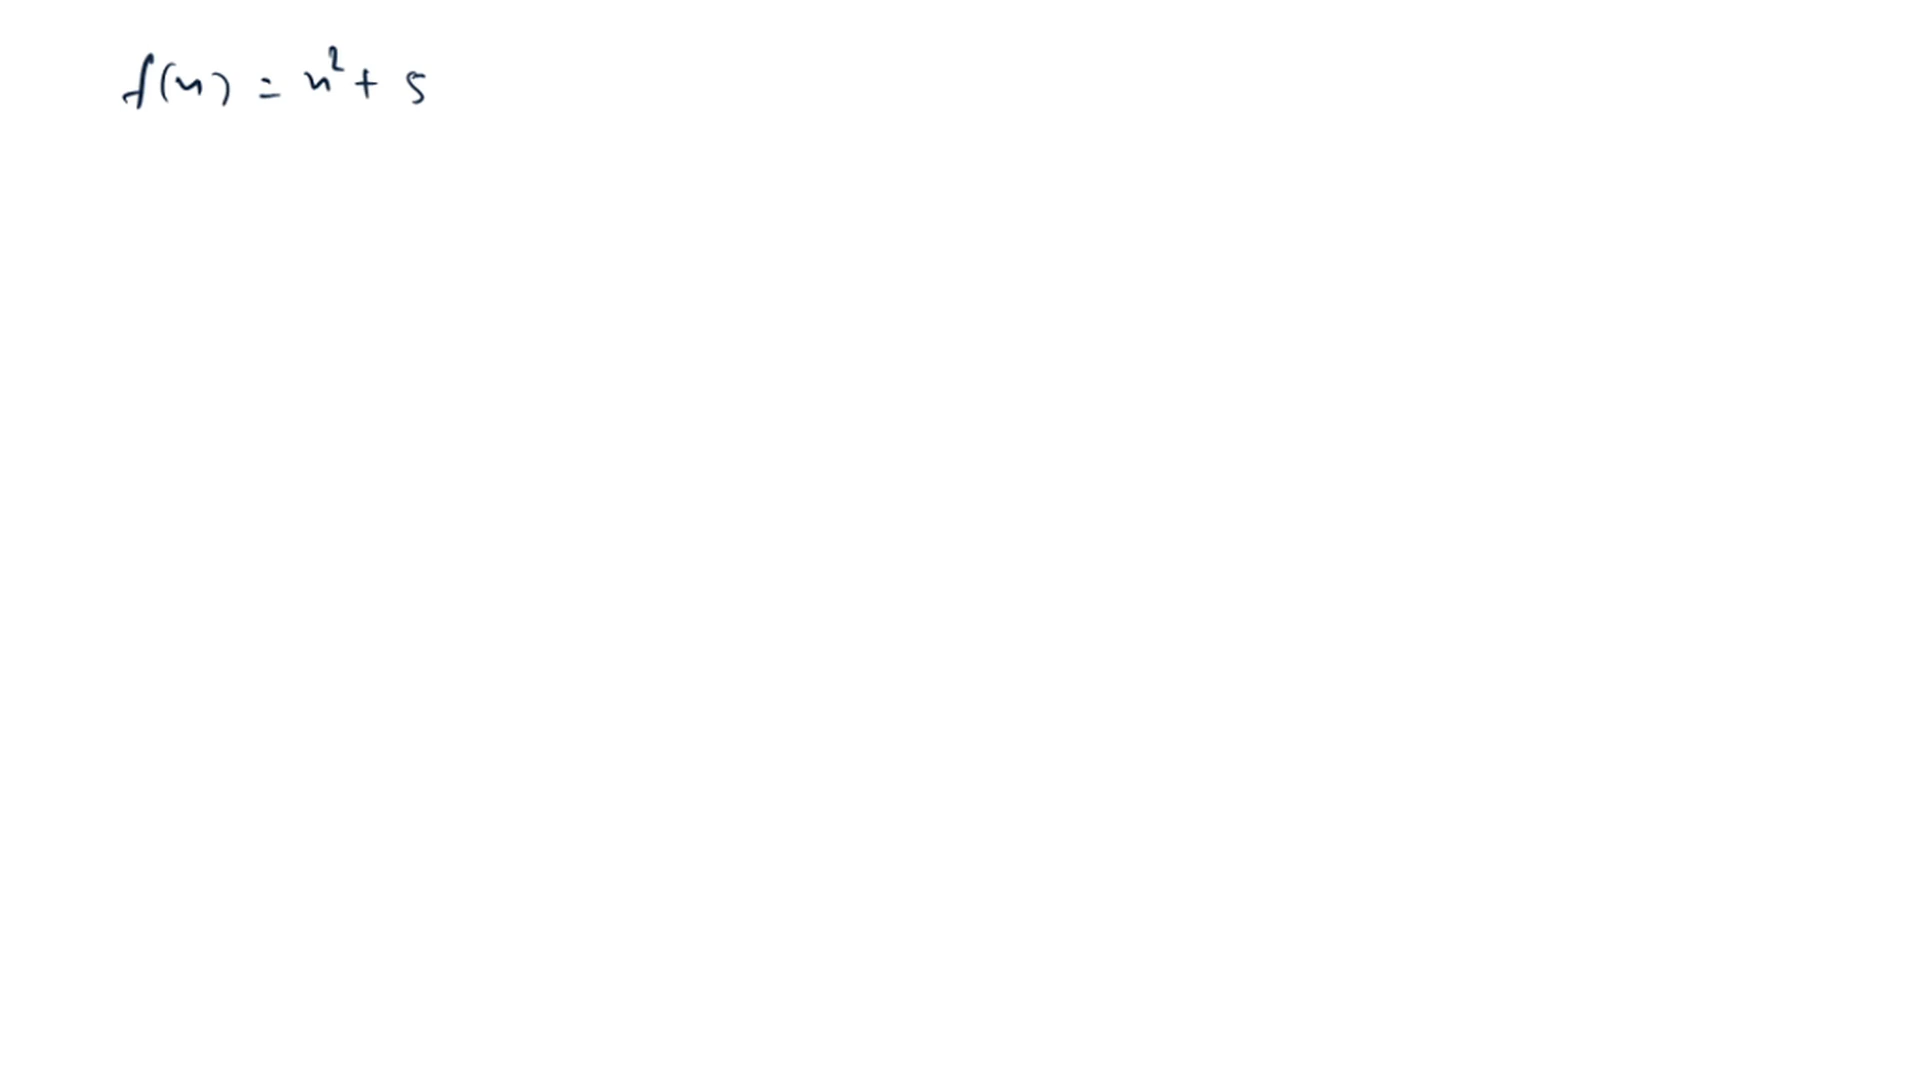 f(x) = x² + 5